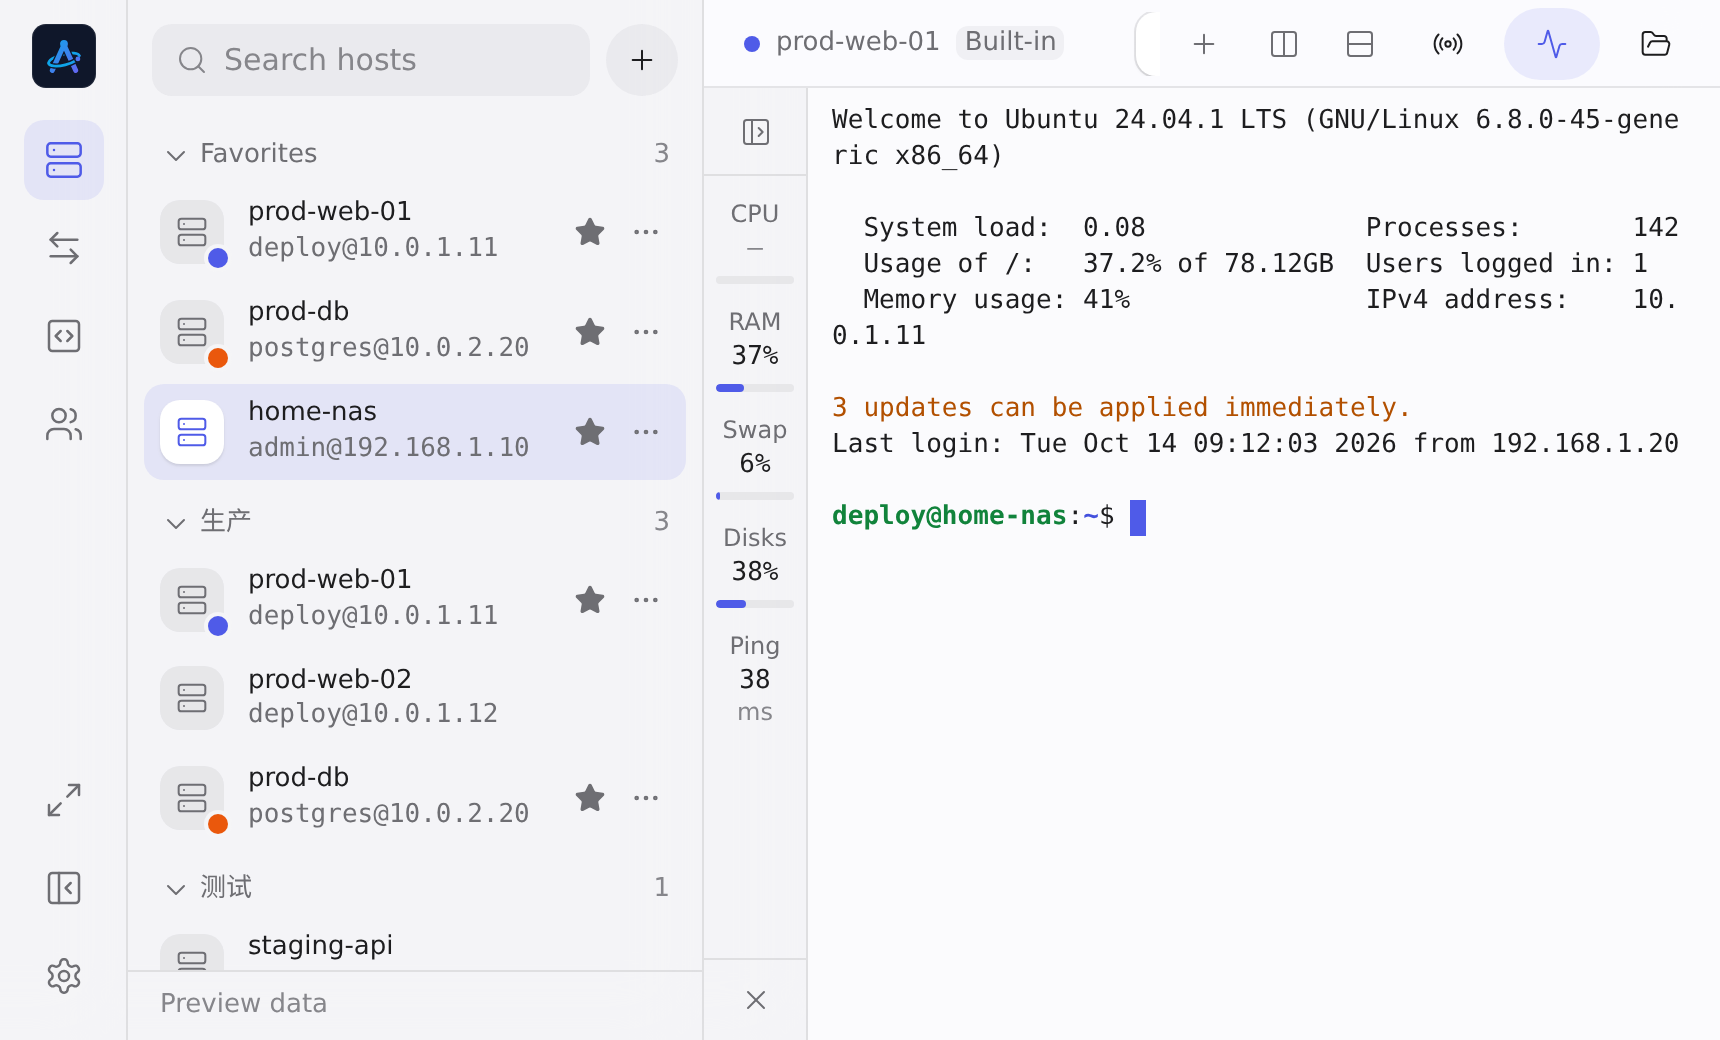 Search hosts
Favorites 3
prod-web-01
deploy@10.0.1.11
prod-db
postgres@10.0.2.20
home-nas
admin@192.168.1.10
生产 3
prod-web-01
deploy@10.0.1.11
prod-web-02
deploy@10.0.1.12
prod-db
postgres@10.0.2.20
测试 1
staging-api
Preview data
prod-web-01 Built-in
CPU
—
RAM
37%
Swap
6%
Disks
38%
Ping
38
ms
Welcome to Ubuntu 24.04.1 LTS (GNU/Linux 6.8.0-45-gene
ric x86_64)
System load: 0.08 Processes: 142
Usage of /: 37.2% of 78.12GB Users logged in: 1
Memory usage: 41% IPv4 address: 10.
0.1.11
3 updates can be applied immediately.
Last login: Tue Oct 14 09:12:03 2026 from 192.168.1.20
deploy@home-nas:~$